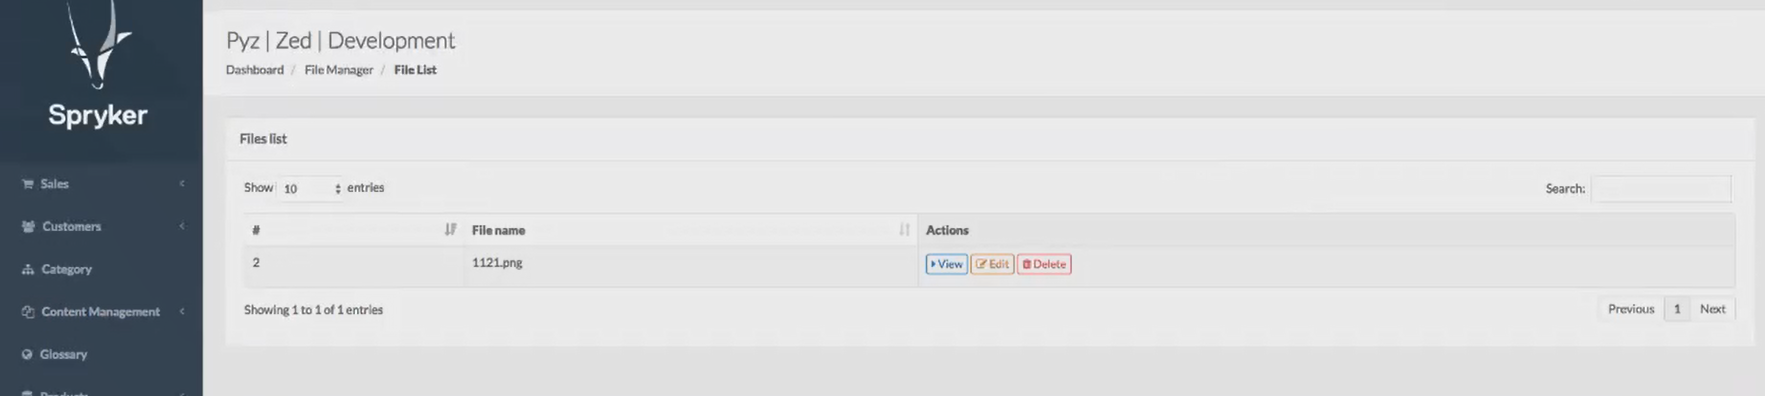 Spryker
Sales
Customers
Category
Content Management
Glossary
Products
Pyz | Zed | Development
Dashboard / File Manager / File List
Files list
Show 10 entries
Search:
# File name Actions
2 1121.png View Edit Delete
Showing 1 to 1 of 1 entries
Previous 1 Next